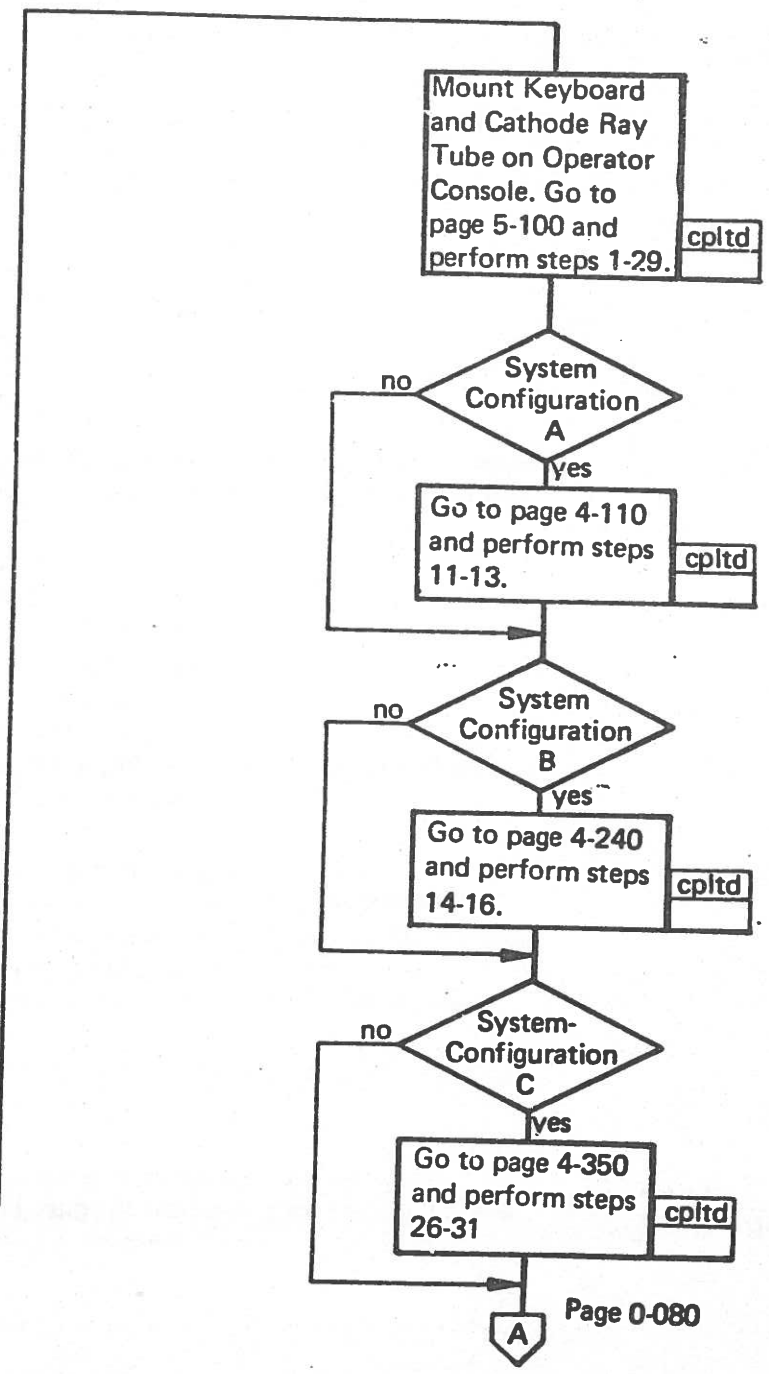 Mount Keyboard
and Cathode Ray
Tube on Operator
Console. Go to
page 5-100 and
perform steps 1-29.
cpltd
System
Configuration
A
no
yes
Go to page 4-110
and perform steps
11-13.
cpltd
System
Configuration
B
no
yes
Go to page 4-240
and perform steps
14-16.
cpltd
System-
Configuration
C
no
yes
Go to page 4-350
and perform steps
26-31
cpltd
Page 0-080
A